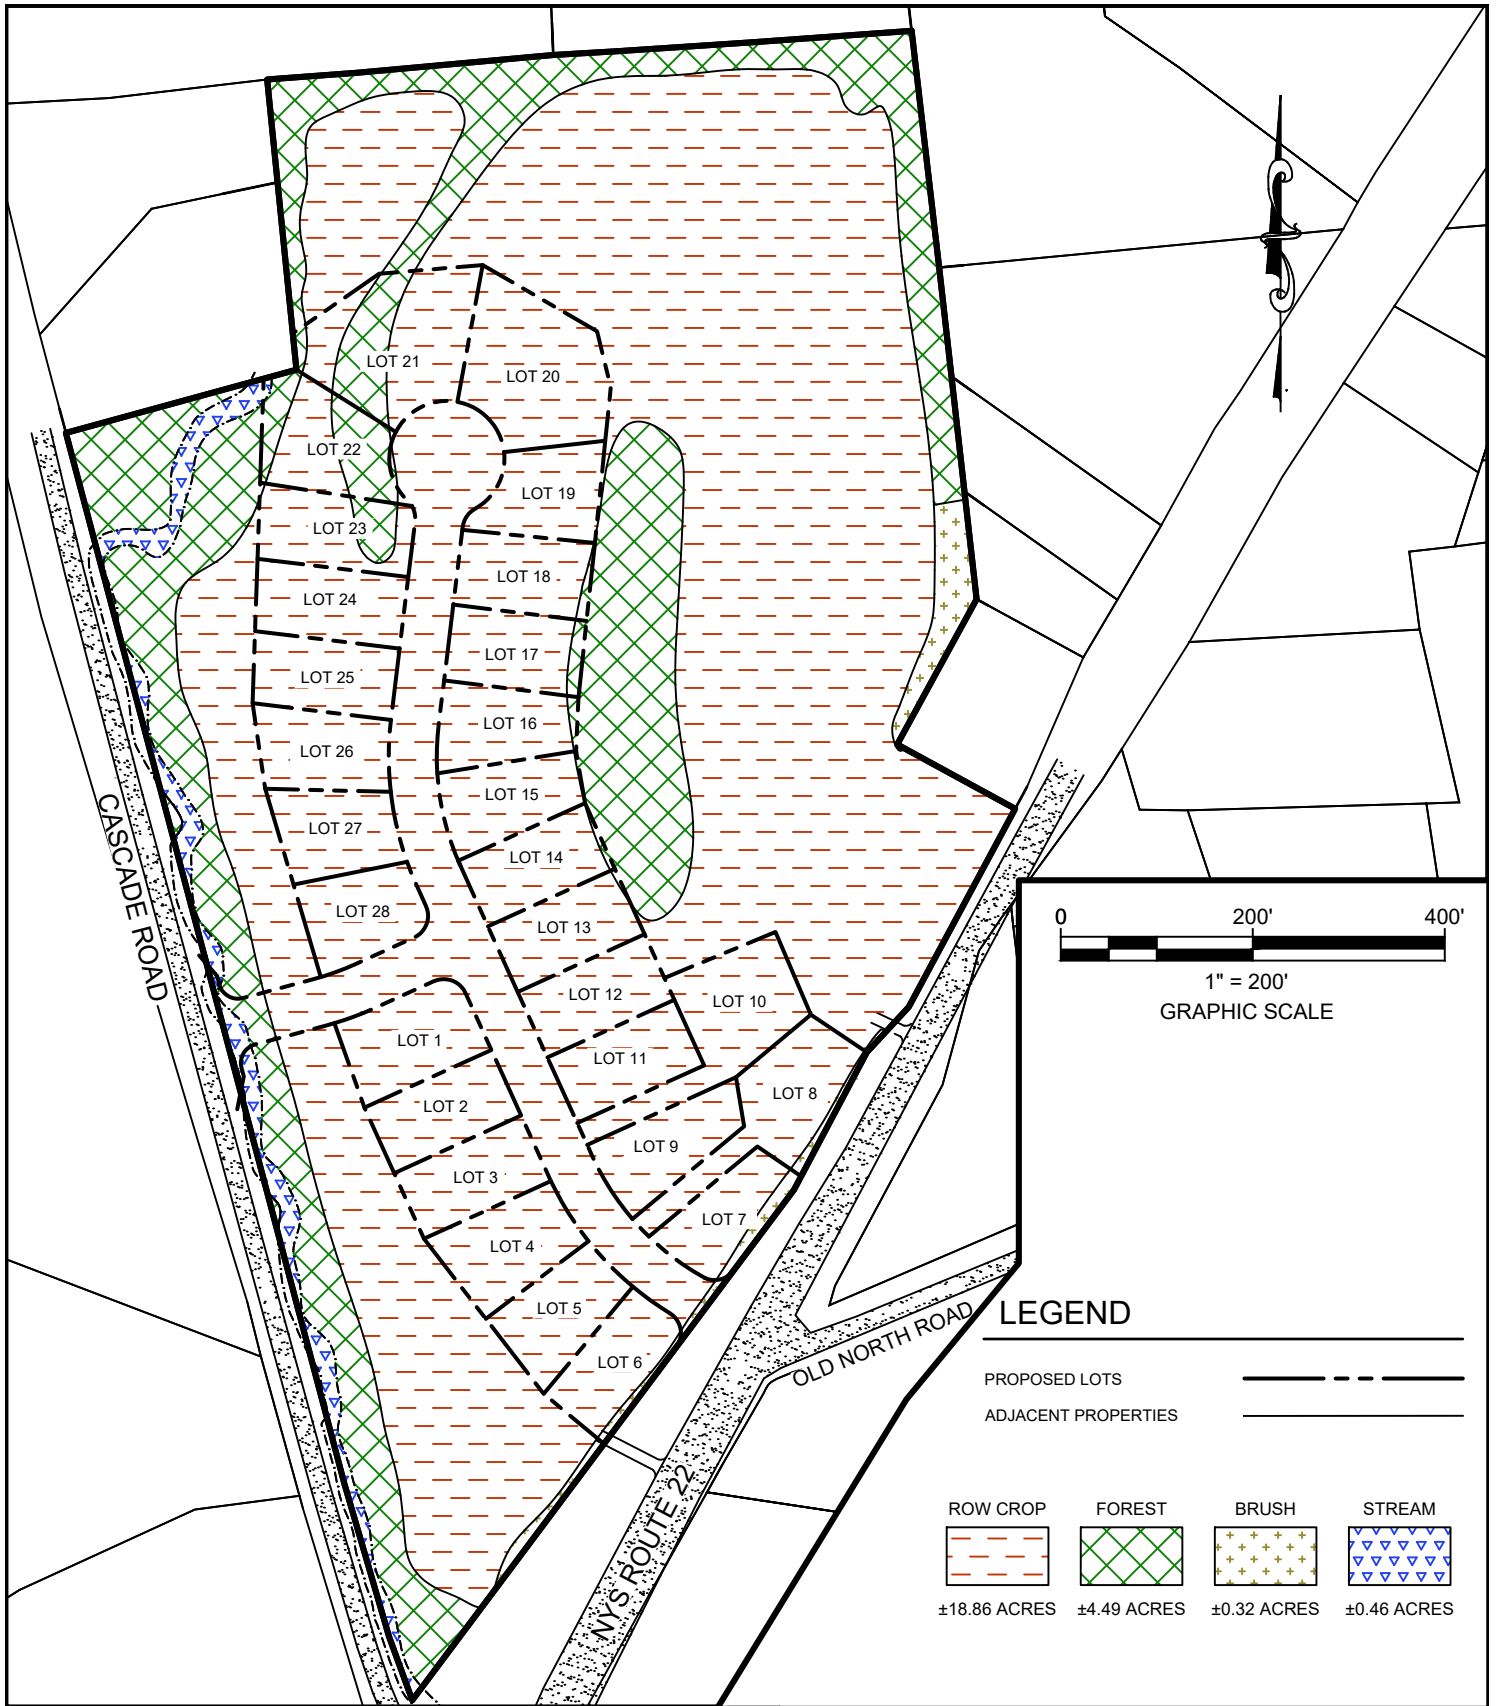 LOT 21
LOT 20
LOT 22
LOT 19
LOT 23
LOT 18
LOT 24
LOT 17
LOT 25
LOT 16
LOT 26
LOT 15
LOT 27
LOT 14
LOT 28
LOT 13
LOT 12
LOT 10
LOT 1
LOT 11
LOT 2
LOT 8
LOT 9
LOT 3
LOT 7
LOT 4
LOT 5
LOT 6
CASCADE ROAD
NYS ROUTE 22
OLD NORTH ROAD
0 200' 400'
1" = 200'
GRAPHIC SCALE
LEGEND
PROPOSED LOTS
ADJACENT PROPERTIES
ROW CROP FOREST BRUSH STREAM
±18.86 ACRES ±4.49 ACRES ±0.32 ACRES ±0.46 ACRES